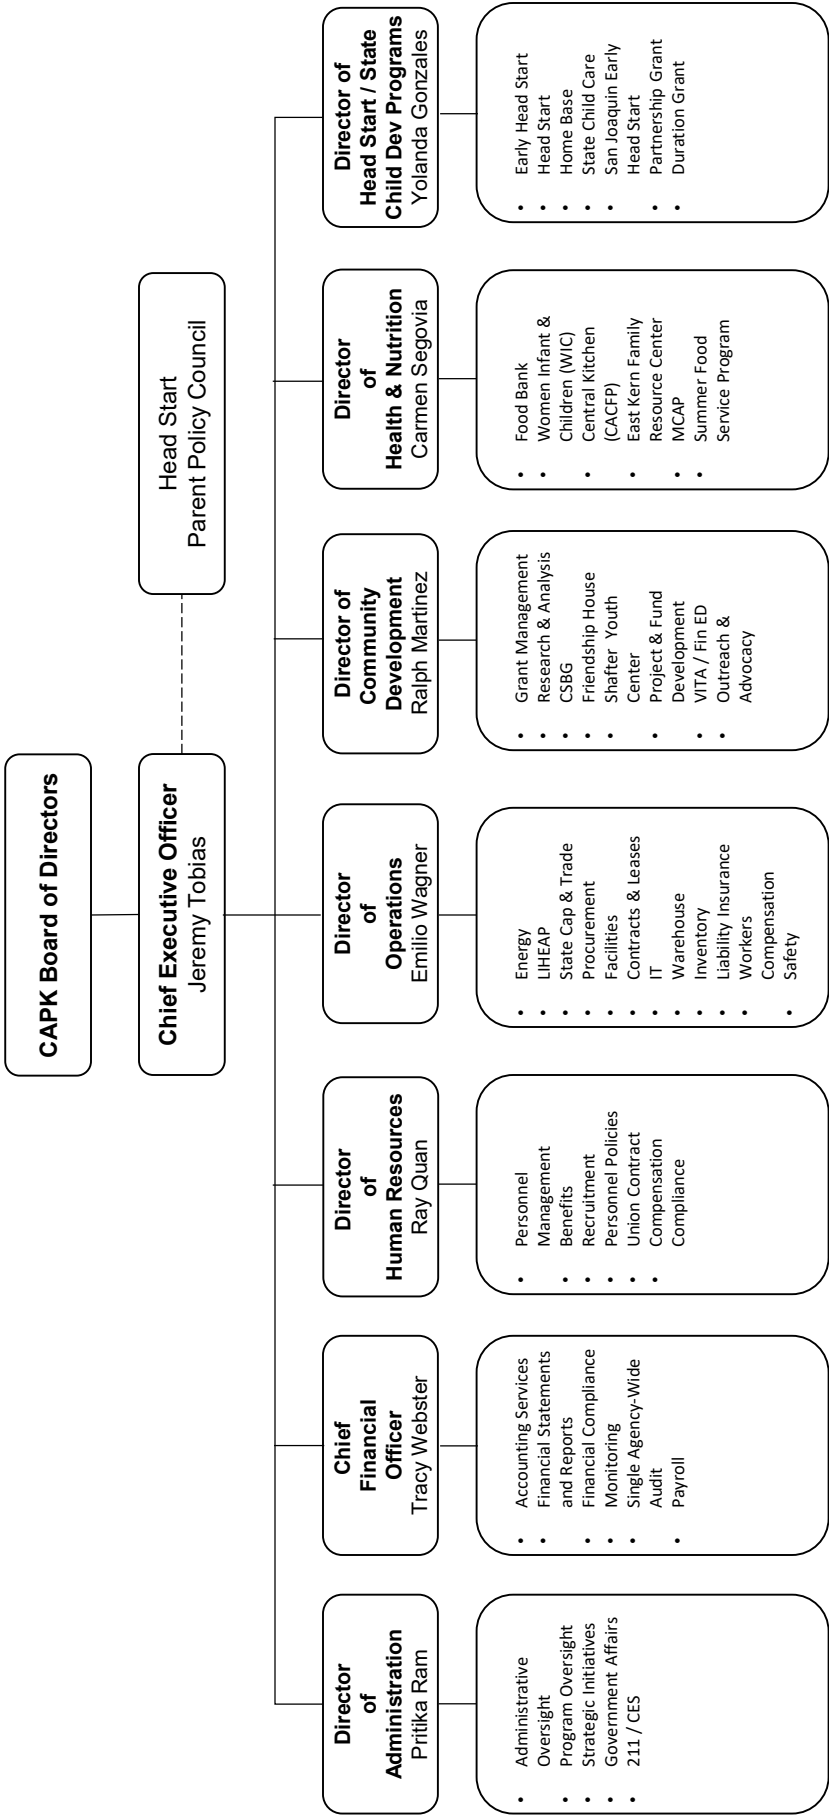 CAPK Board of Directors
Chief Executive Officer
Jeremy Tobias
Head Start
Parent Policy Council
Director
of
Administration
Pritika Ram
Chief
Financial
Officer
Tracy Webster
Director
of
Human Resources
Ray Quan
Director
of
Operations
Emilio Wagner
Director of
Community
Development
Ralph Martinez
Director
of
Health & Nutrition
Carmen Segovia
Director of
Head Start / State
Child Dev Programs
Yolanda Gonzales
• Administrative
Oversight
• Program Oversight
• Strategic Initiatives
• Government Affairs
• 211 / CES
• Accounting Services
• Financial Statements
and Reports
• Financial Compliance
• Monitoring
• Single Agency-Wide
Audit
• Payroll
• Personnel
Management
• Benefits
• Recruitment
• Personnel Policies
• Union Contract
• Compensation
Compliance
• Energy
• LIHEAP
• State Cap & Trade
• Procurement
• Facilities
• Contracts & Leases
• IT
• Warehouse
• Inventory
• Liability Insurance
• Workers
Compensation
• Safety
• Grant Management
• Research & Analysis
• CSBG
• Friendship House
• Shafter Youth
Center
• Project & Fund
Development
• VITA / Fin ED
• Outreach &
Advocacy
• Food Bank
• Women Infant &
Children (WIC)
• Central Kitchen
(CACFP)
• East Kern Family
Resource Center
• MCAP
• Summer Food
Service Program
• Early Head Start
• Head Start
• Home Base
• State Child Care
• San Joaquin Early
Head Start
• Partnership Grant
• Duration Grant